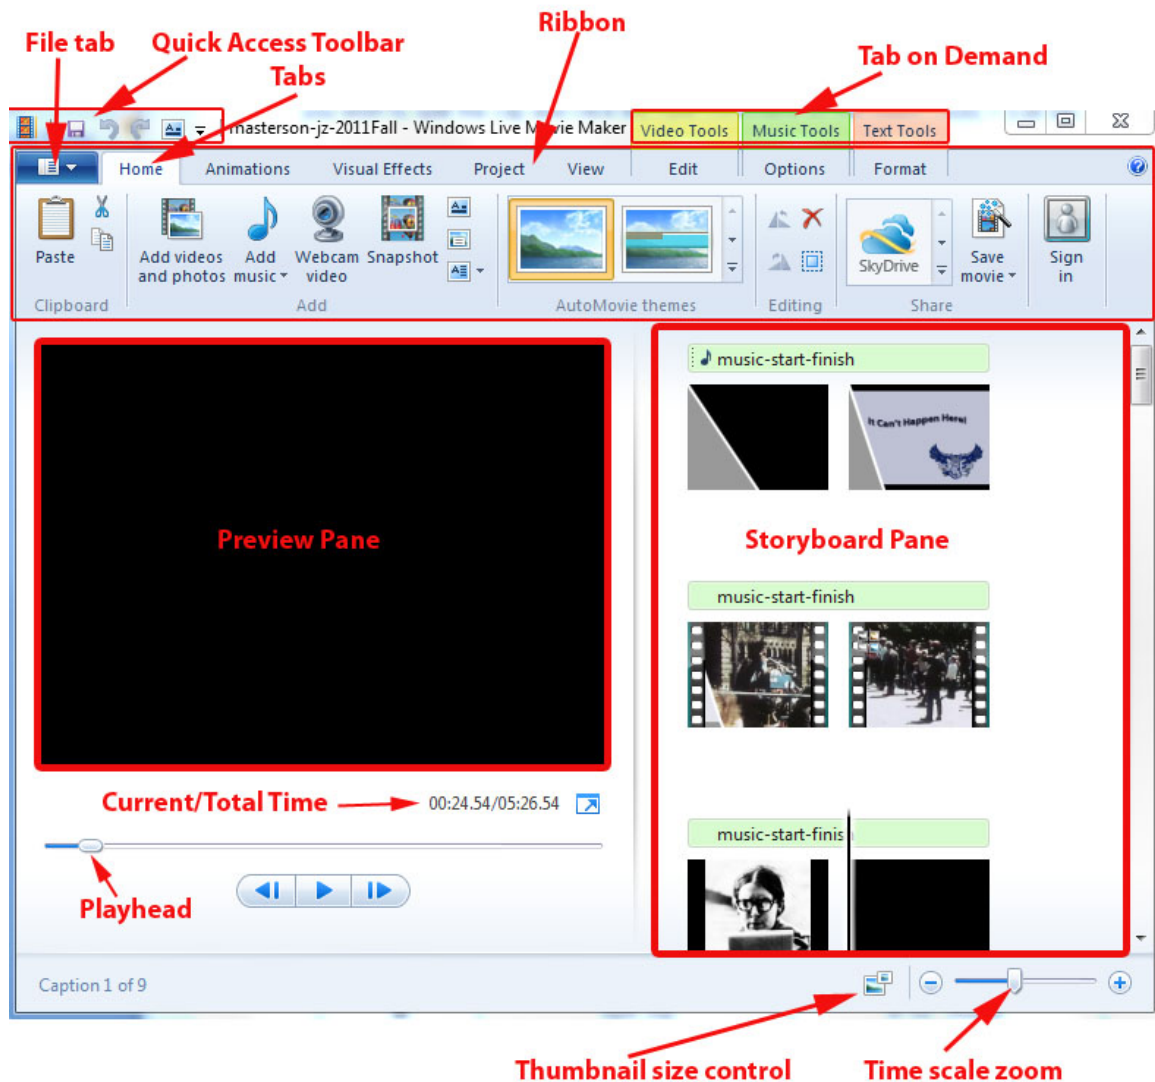 Ribbon
File tab
Quick Access Toolbar
Tab on Demand
Tabs
masterson-jz-2011Fall - Windows Live Movie Maker
Video Tools
Music Tools
Text Tools
Home
Animations
Visual Effects
Project
View
Edit
Options
Format
Paste
Add videos
and photos
Add
music
Webcam
video
Snapshot
SkyDrive
Save
movie
Sign
in
Clipboard
Add
AutoMovie themes
Editing
Share
Preview Pane
music-start-finish
It Can't Happen Here!
Storyboard Pane
music-start-finish
music-start-finish
Current/Total Time
00:24.54/05:26.54
Playhead
Caption 1 of 9
Thumbnail size control
Time scale zoom